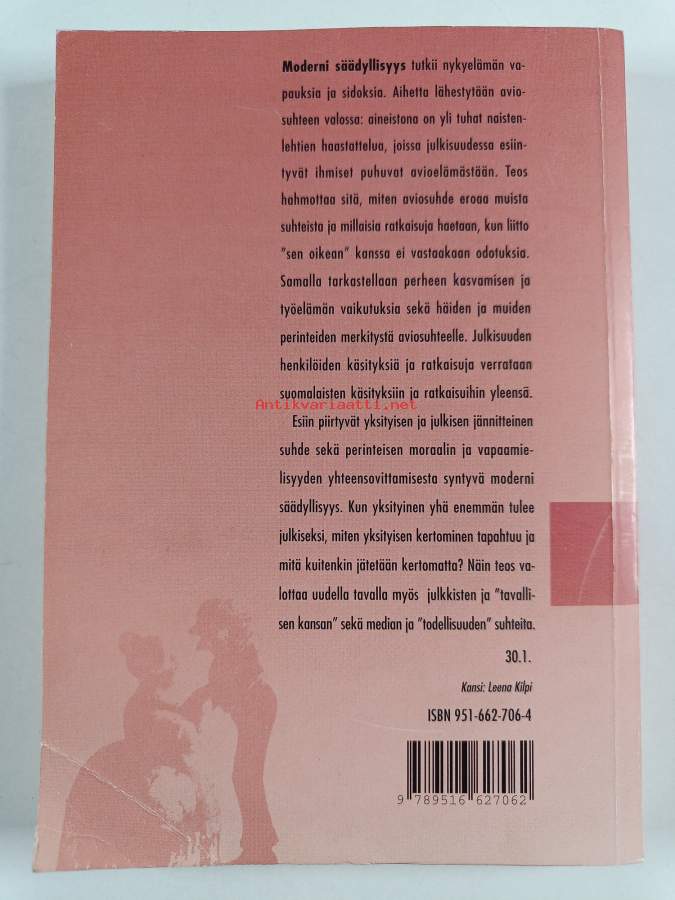 Moderni säädyllisyys tutkii nykyelämän va-
pauksia ja sidoksia. Aihetta lähestytään avio-
suhteen valossa: aineistona on yli tuhat naisten-
lehtien haastattelua, joissa julkisuudessa esiin-
tyvät ihmiset puhuvat avioelämästään. Teos
hahmottaa sitä, miten aviosuhde eroaa muista
suhteista ja millaisia ratkaisuja haetaan, kun liitto
"sen oikean" kanssa ei vastaakaan odotuksia.
Samalla tarkastellaan perheen kasvamisen ja
työelämän vaikutuksia sekä häiden ja muiden
perinteiden merkitystä aviosuhteelle. Julkisuuden
henkilöiden käsityksiä ja ratkaisuja verrataan
suomalaisten käsityksiin ja ratkaisuihin yleensä.
Antikvariaatti.net
Esiin piirtyvät yksityisen ja julkisen jännitteinen
suhde sekä perinteisen moraalin ja vapaamie-
lisyyden yhteensovittamisesta syntyvä moderni
säädyllisyys. Kun yksityinen yhä enemmän tulee
julkiseksi, miten yksityisen kertominen tapahtuu ja
mitä kuitenkin jätetään kertomatta? Näin teos va-
lottaa uudella tavalla myös julkkisten ja "tavalli-
sen kansan" sekä median ja "todellisuuden" suhteita.
30.1.
Kansi: Leena Kilpi
ISBN 951-662-706-4
9 789516 627062